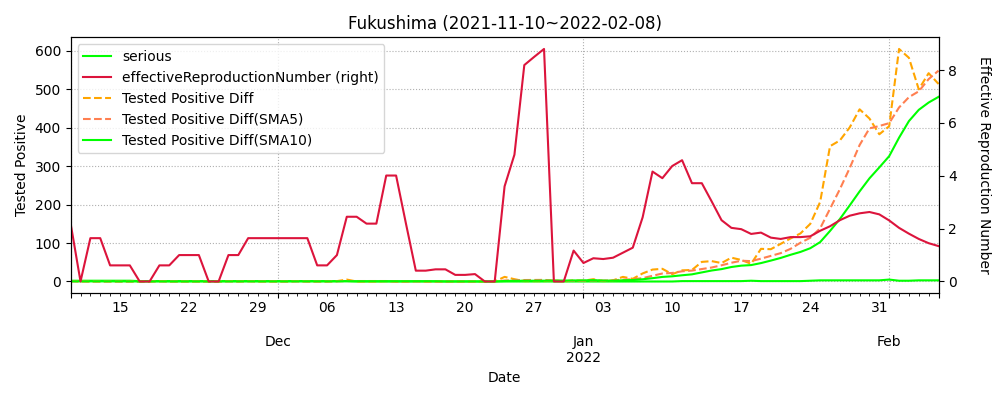 Fukushima (2021-11-10~2022-02-08)
serious
effectiveReproductionNumber (right)
Tested Positive Diff
Tested Positive Diff(SMA5)
Tested Positive Diff(SMA10)
Tested Positive
600
500
400
300
200
100
0
8
6
4
2
0
Effective Reproduction Number
15 22 29 06 13 20 27 03 10 17 24 31
Dec Jan Feb
2022
Date